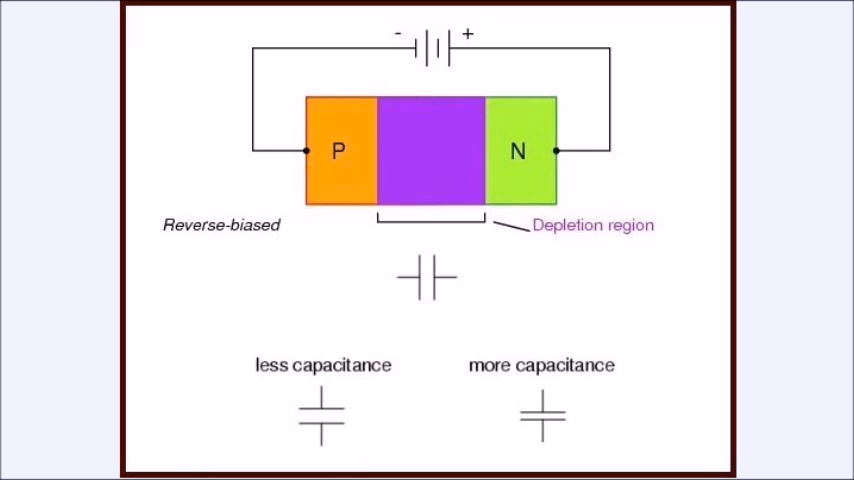 - +
P N
Reverse-biased
Depletion region
less capacitance
more capacitance